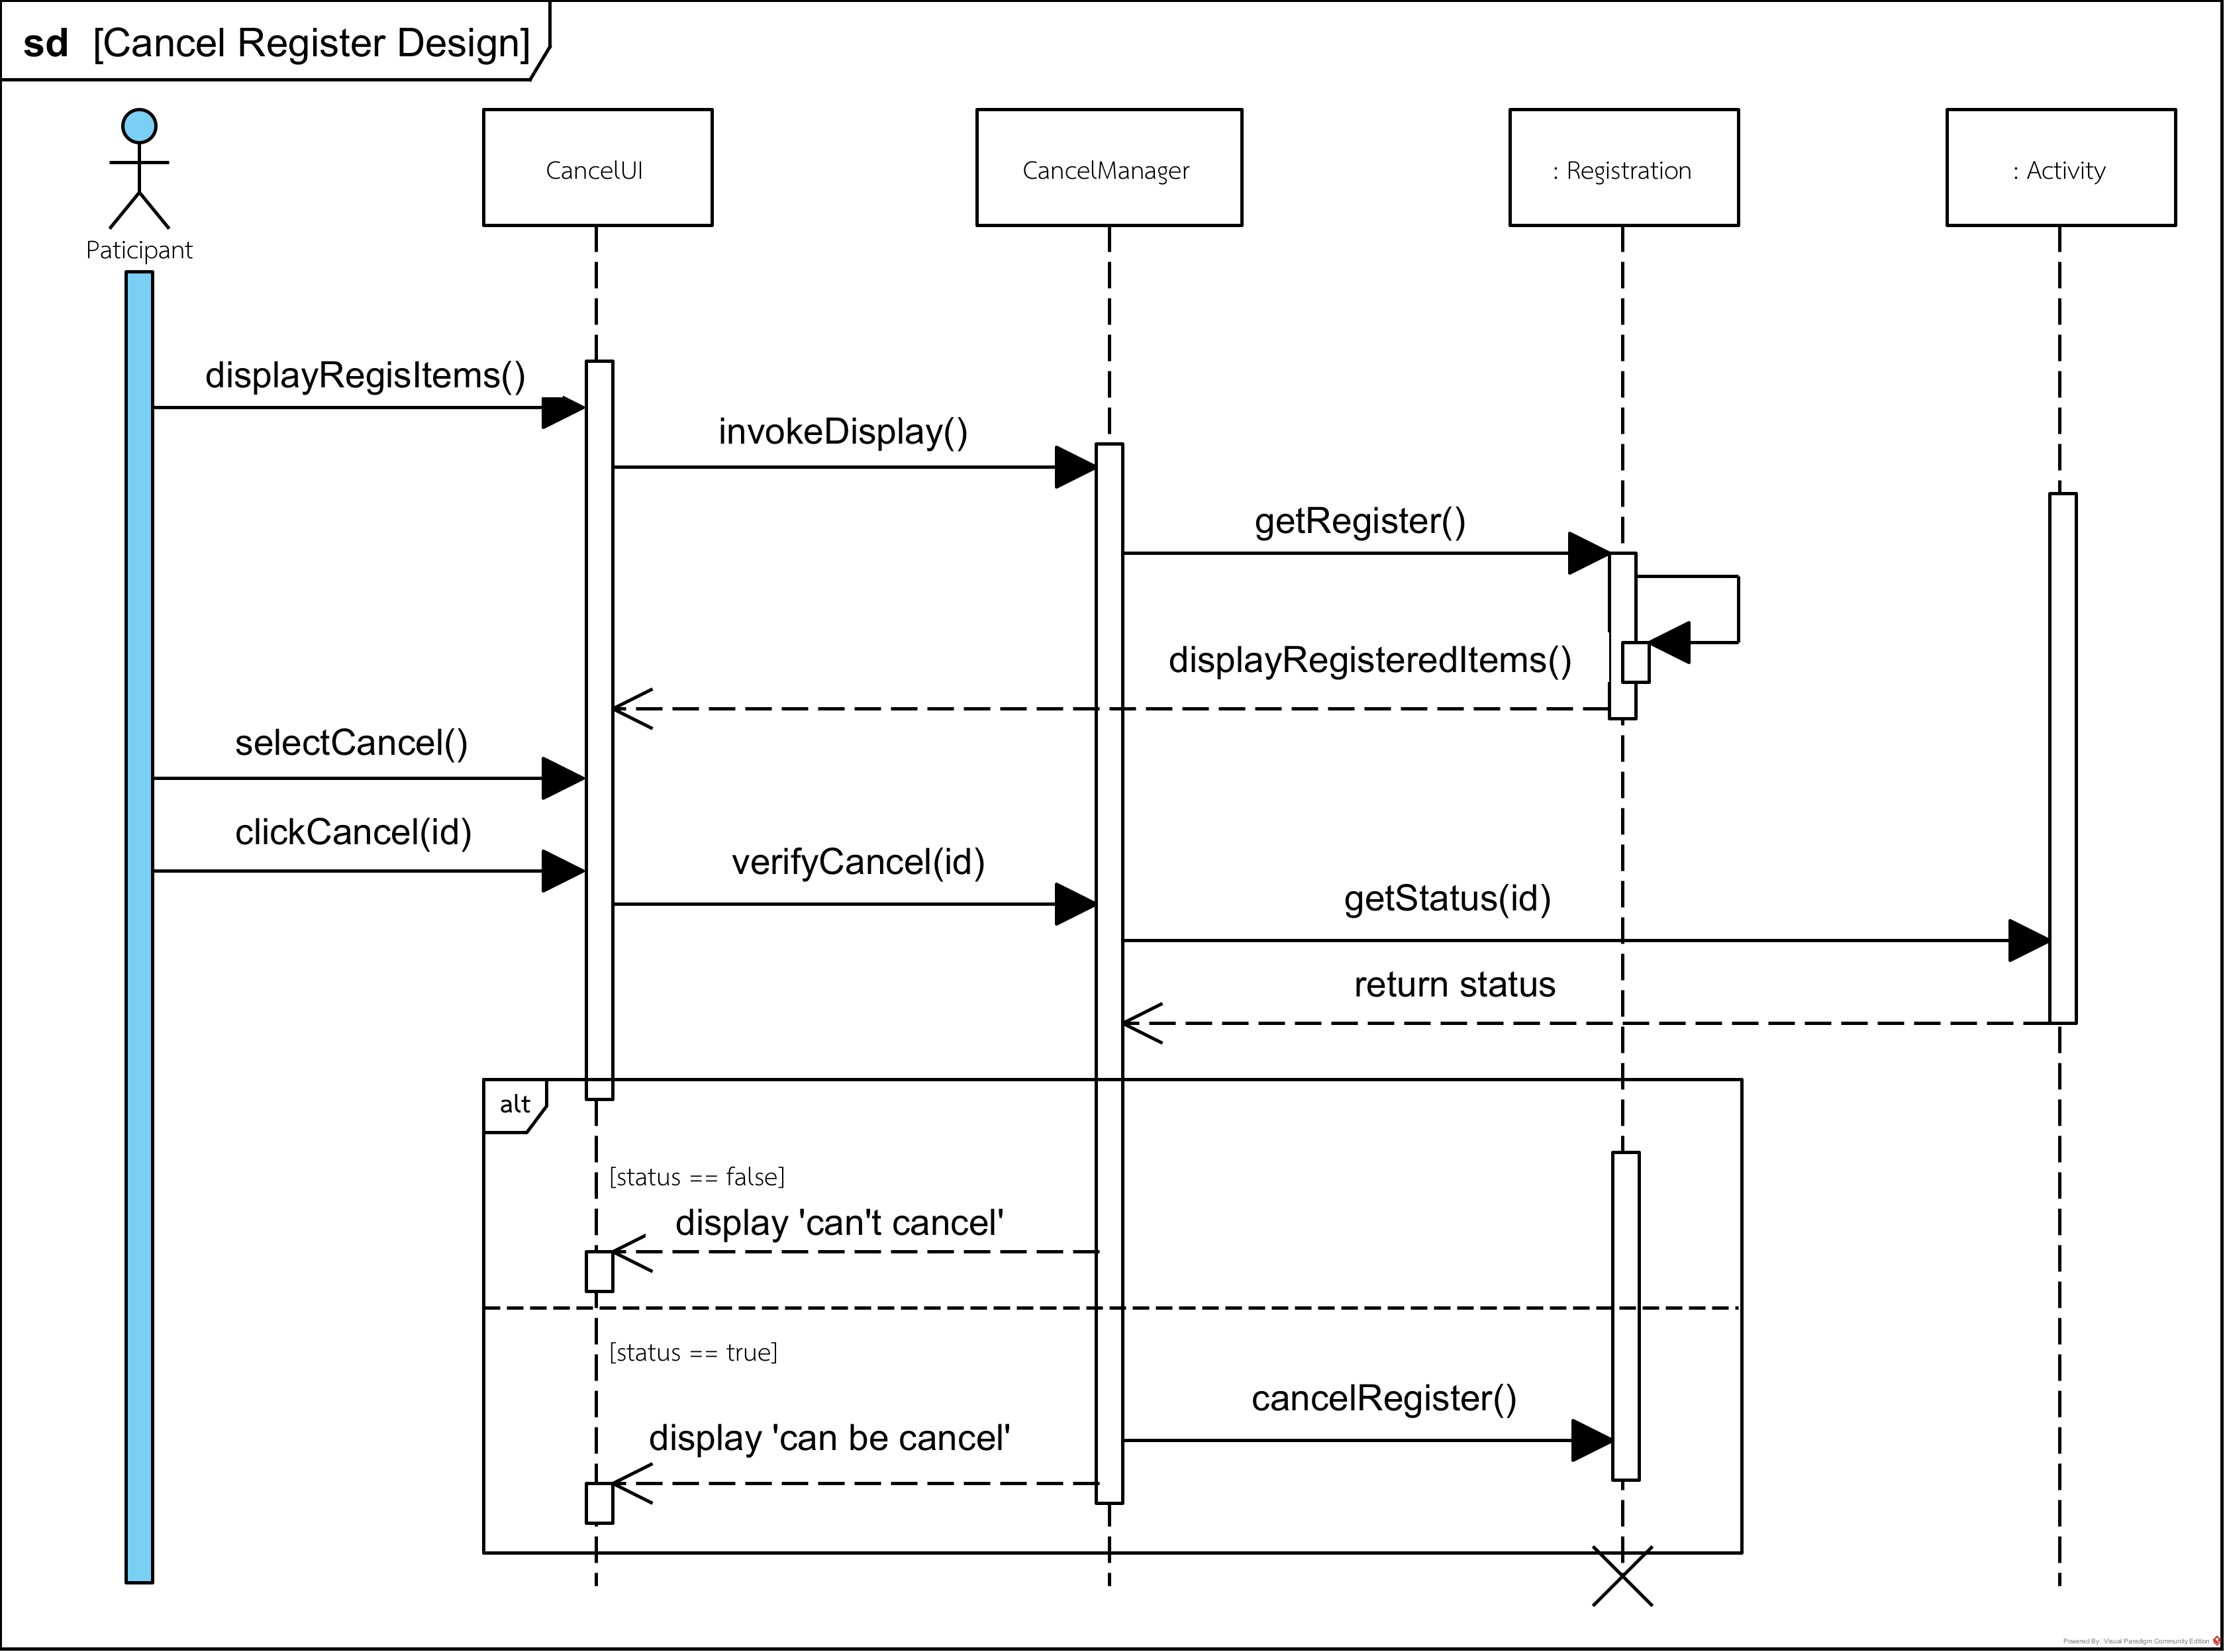 sd [Cancel Register Design]
Paticipant
CancelUI
CancelManager
: Registration
: Activity
displayRegisItems()
invokeDisplay()
getRegister()
displayRegisteredItems()
selectCancel()
clickCancel(id)
verifyCancel(id)
getStatus(id)
return status
alt
[status == false]
display 'can't cancel'
[status == true]
cancelRegister()
display 'can be cancel'
Powered By Visual Paradigm Community Edition